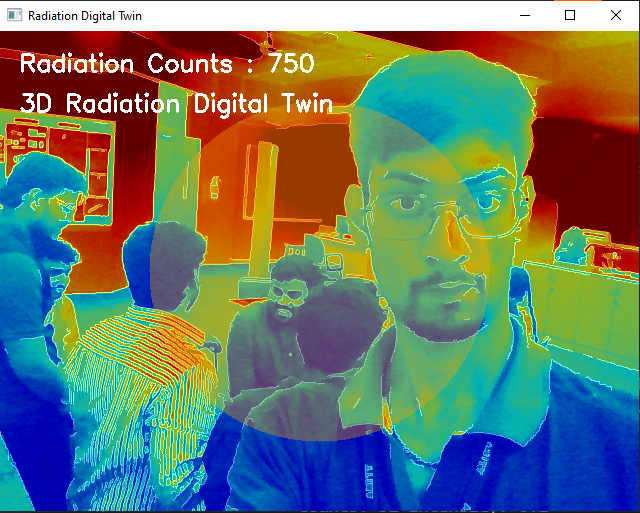 Radiation Digital Twin
Radiation Counts : 750
3D Radiation Digital Twin